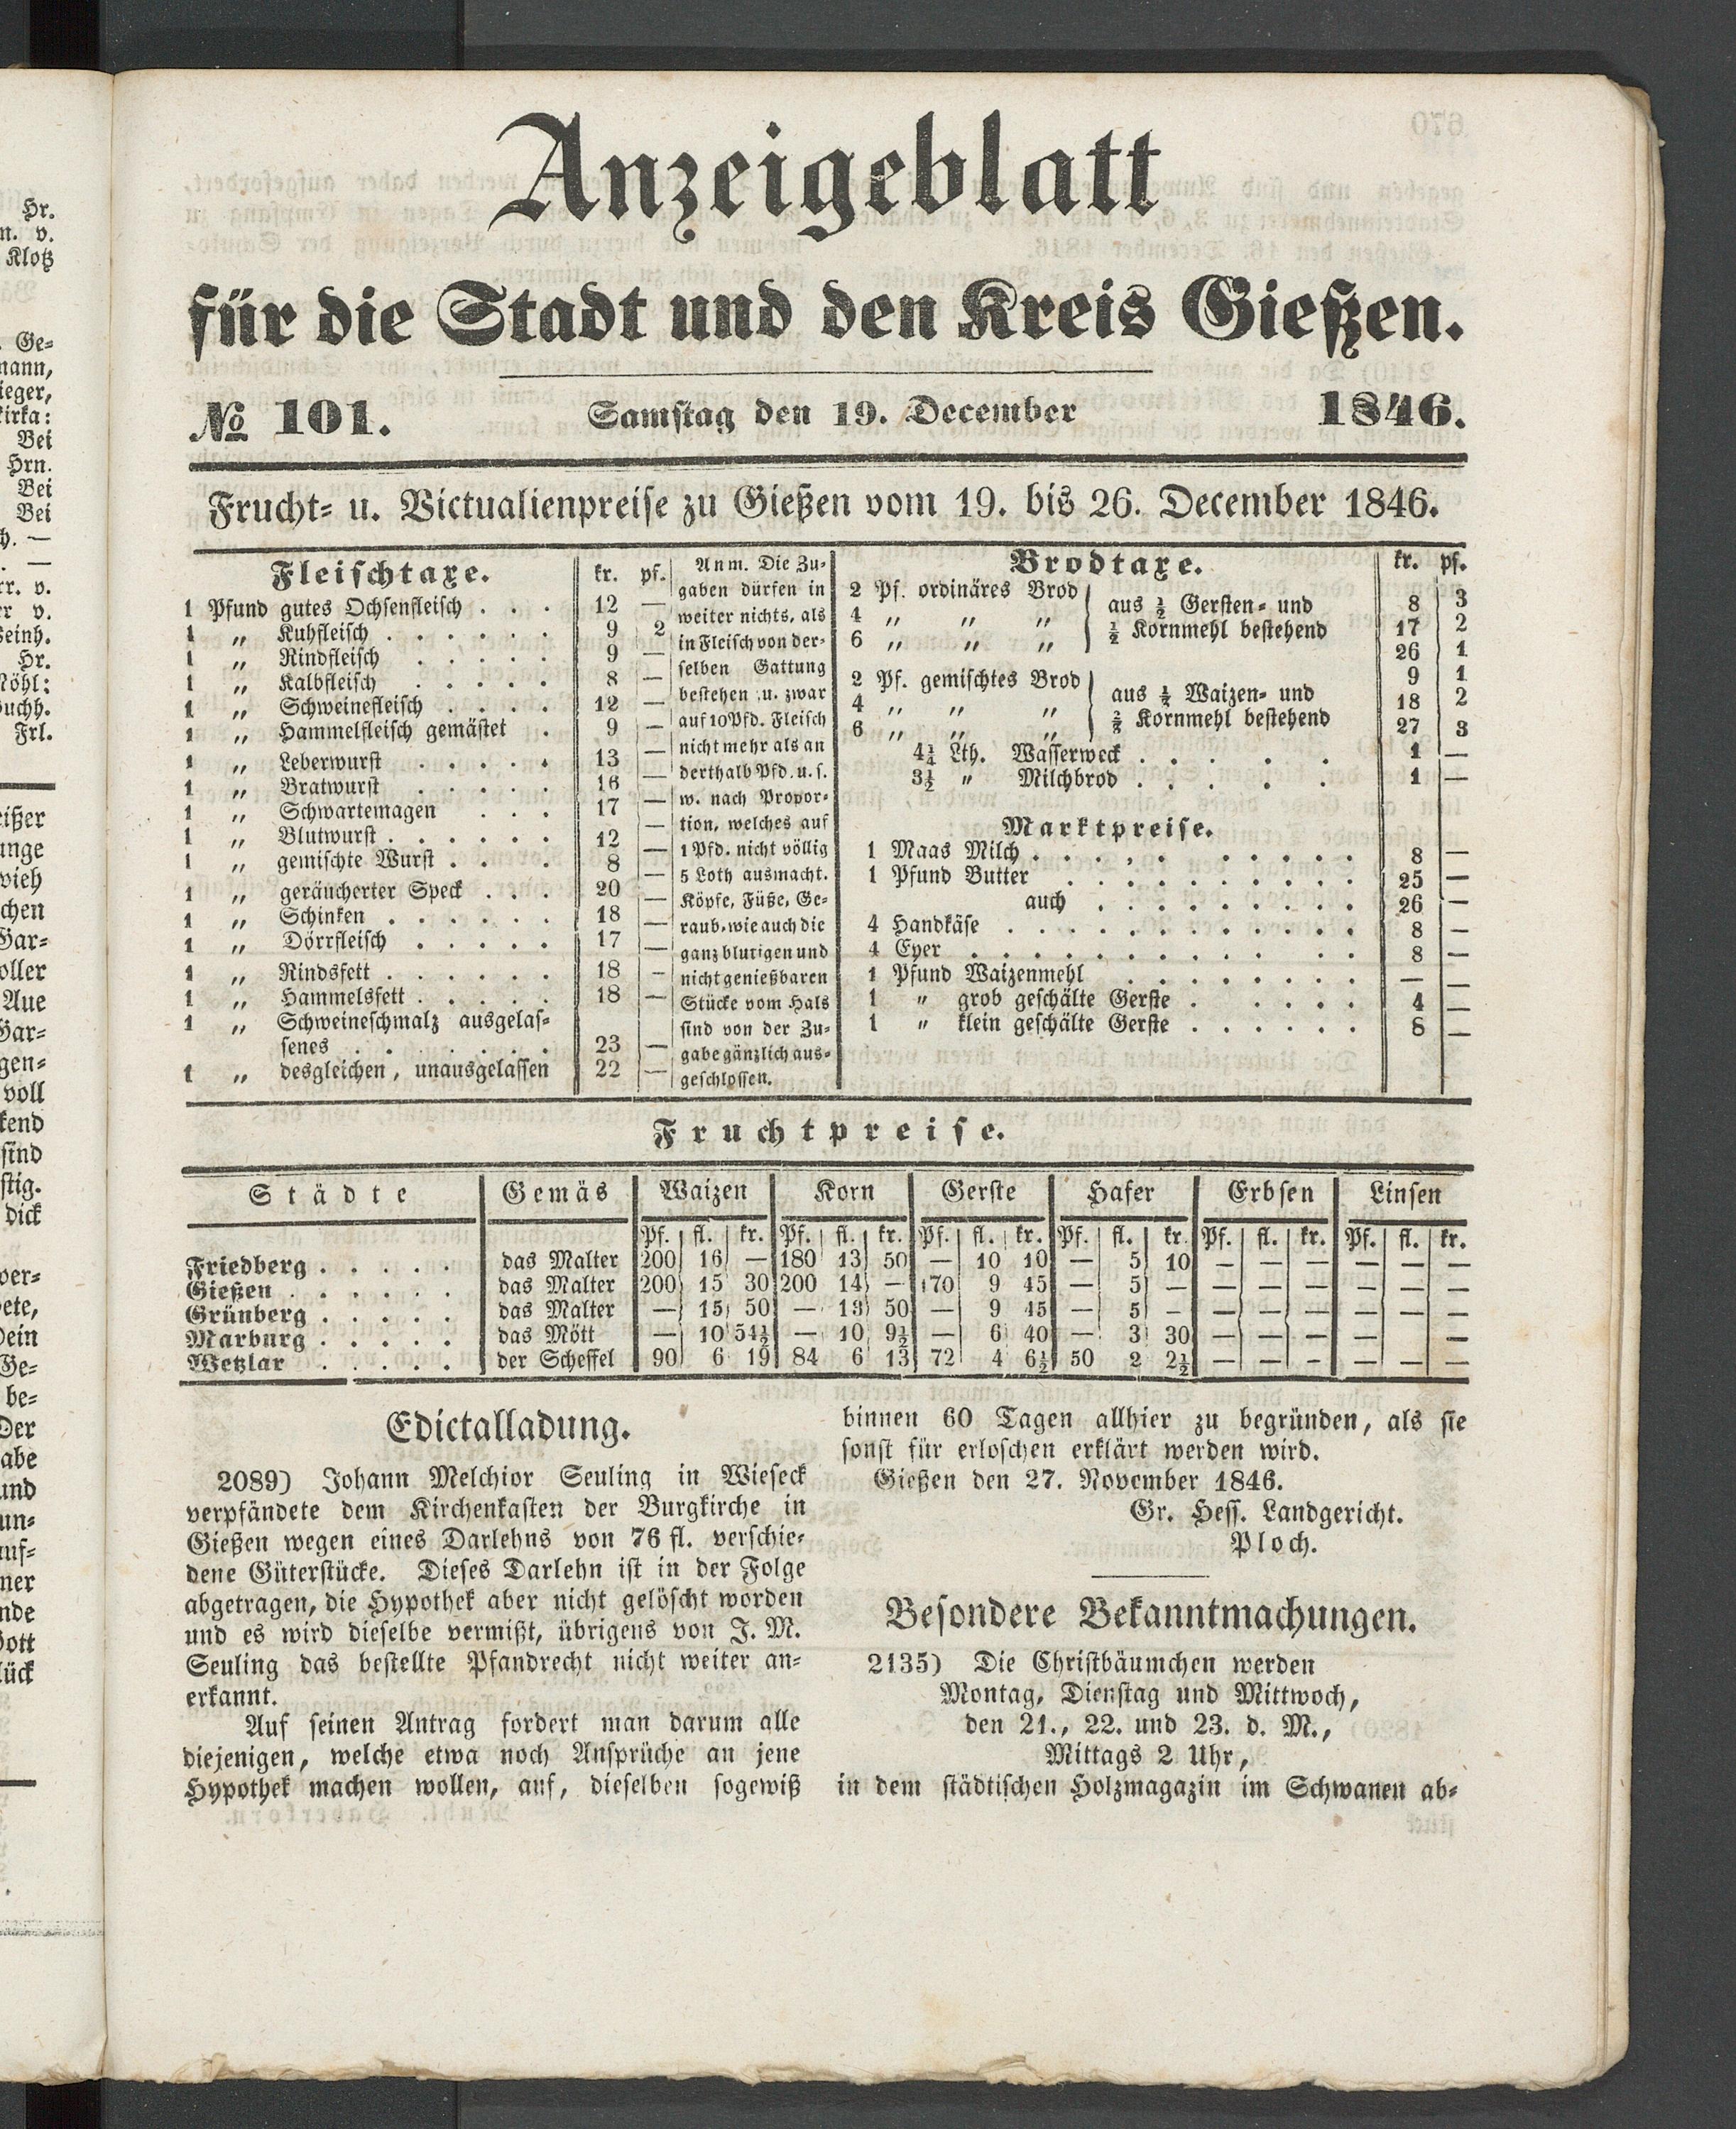 Anzeigeblatt
für die Stadt und den Kreis Gießen.
№ 101. Samstag den 19. December 1846.
Frucht- u. Victualienpreise zu Gießen vom 19. bis 26. December 1846.
Fleischtaxe. kr. pf.
1 Pfund gutes Ochsenfleisch . . . 12 —
1 „ Kuhfleisch . . . . . . 9 2
1 „ Rindfleisch . . . . . 9 —
1 „ Kalbfleisch . . . . . 8 —
1 „ Schweinefleisch . . . . 12 —
1 „ Hammelfleisch gemästet . 9 —
1 „ Leberwurst . . . . . 13 —
1 „ Bratwurst . . . . . 16 —
1 „ Schwartemagen . . . 17 —
1 „ Blutwurst . . . . . . 12 —
1 „ gemischte Wurst . . . . 8 —
1 „ geräucherter Speck . . . 20 —
1 „ Schinken . . . . . . 18 —
1 „ Dörrfleisch . . . . . 17 —
1 „ Rindsfett . . . . . . 18 —
1 „ Hammelsfett . . . . . 18 —
1 „ Schweineschmalz ausgelas-
senes . . . . . . . 23 —
1 „ desgleichen, unausgelassen 22 —
Anm. Die Zu-
gaben dürfen in
weiter nichts, als
in Fleisch von der-
selben Gattung
bestehen u. zwar
auf 10 Pfd. Fleisch
nicht mehr als an
derthalb Pfd. u. s.
w. nach Propor-
tion, welches auf
1 Pfd. nicht völlig
5 Loth ausmacht.
Köpfe, Füße, Ge-
raub, wie auch die
ganz blutigen und
nicht genießbaren
Stücke vom Hals
sind von der Zu-
gabe gänzlich aus-
geschlossen.
Brodtaxe. kr. pf.
2 Pf. ordinäres Brod aus ½ Gersten- und 8 3
4 „ „ „ ½ Kornmehl bestehend 17 2
6 „ „ „ 26 1
2 Pf. gemischtes Brod aus Waizen- und 9 1
4 „ „ „ Kornmehl bestehend 18 2
6 „ „ „ 27 3
4¼ Lth. Wasserweck . . . . . 1 —
3½ „ Milchbrod . . . . . 1 —
Marktpreise.
1 Maas Milch . . . . . . . . . . 8 —
1 Pfund Butter . . . . . . . . . . 25 —
auch . . . . . . . . . 26 —
4 Handkäse . . . . . . . . . . . . 8 —
4 Eyer . . . . . . . . . . . . 8 —
1 Pfund Waizenmehl . . . . . . . . — —
1 „ grob geschälte Gerste . . . . . 4 —
1 „ klein geschälte Gerste . . . . . . 8 —
Fruchtpreise.
Städte Gemäs Waizen Korn Gerste Hafer Erbsen Linsen
Pf. fl. kr. Pf. fl. kr. Pf. fl. kr. Pf. fl. kr. Pf. fl. kr. Pf. fl. kr.
Friedberg . . . . . das Malter 200 16 — 180 13 50 — 10 10 — 5 10 — — — — — —
Gießen . . . . . . das Malter 200 15 30 200 14 — 170 9 45 — 5 — — — — — — —
Grünberg . . . . . das Malter — 15 50 — 13 50 — 9 45 — 5 — — — — — — —
Marburg . . . . . das Mött — 10 54½ — 10 9½ — 6 40 — 3 30 — — — — — —
Wetzlar . . . . . der Scheffel 90 6 19 84 6 13 72 4 6½ 50 2 2½ — — — — — —
Edictalladung.
2089) Johann Melchior Seuling in Wieseck
verpfändete dem Kirchenkasten der Burgkirche in
Gießen wegen eines Darlehns von 76 fl. verschie-
dene Güterstücke. Dieses Darlehn ist in der Folge
abgetragen, die Hypothek aber nicht gelöscht worden
und es wird dieselbe vermißt, übrigens von J. M.
Seuling das bestellte Pfandrecht nicht weiter an-
erkannt.
Auf seinen Antrag fordert man darum alle
diejenigen, welche etwa noch Ansprüche an jene
Hypothek machen wollen, auf, dieselben sogewiß
binnen 60 Tagen allhier zu begründen, als sie
sonst für erloschen erklärt werden wird.
Gießen den 27. November 1846.
Gr. Hess. Landgericht.
Ploch.
Besondere Bekanntmachungen.
2135) Die Christbäumchen werden
Montag, Dienstag und Mittwoch,
den 21., 22. und 23. d. M.,
Mittags 2 Uhr,
in dem städtischen Holzmagazin im Schwanen ab-